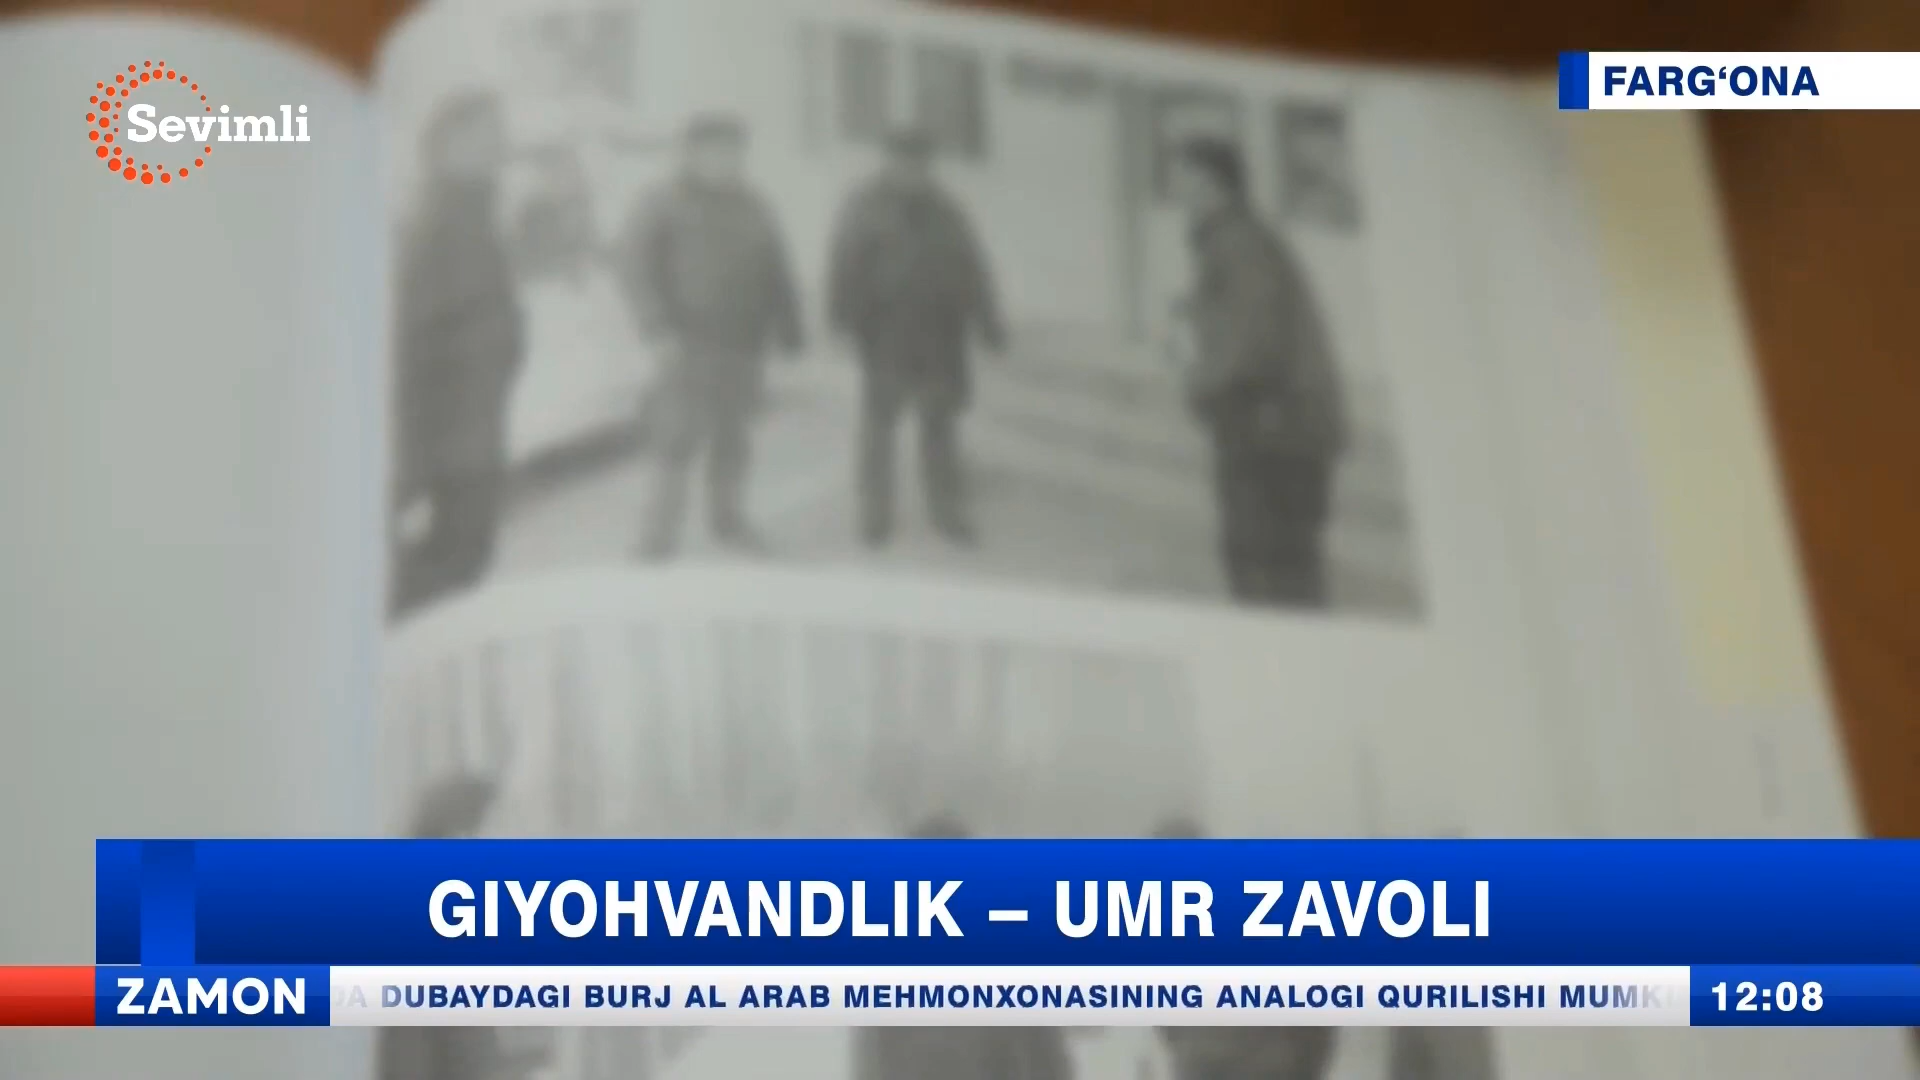 Sevimli
FARG‘ONA
GIYOHVANDLIK – UMR ZAVOLI
ZAMON
DUBAYDAGI BURJ AL ARAB MEHMONXONASINING ANALOGI QURILISHI
12:08